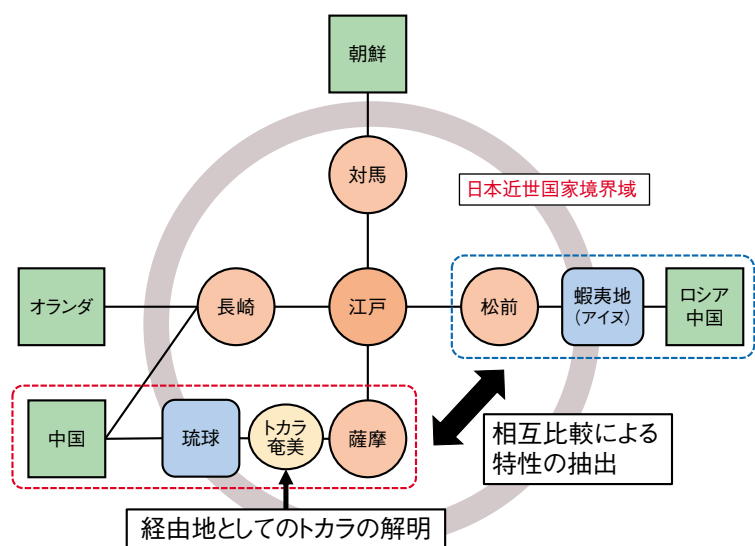 朝鮮
対馬
日本近世国家境界域
オランダ
長崎
江戸
松前
蝦夷地
（アイヌ）
ロシア
中国
中国
琉球
トカラ
奄美
薩摩
相互比較による
特性の抽出
経由地としてのトカラの解明